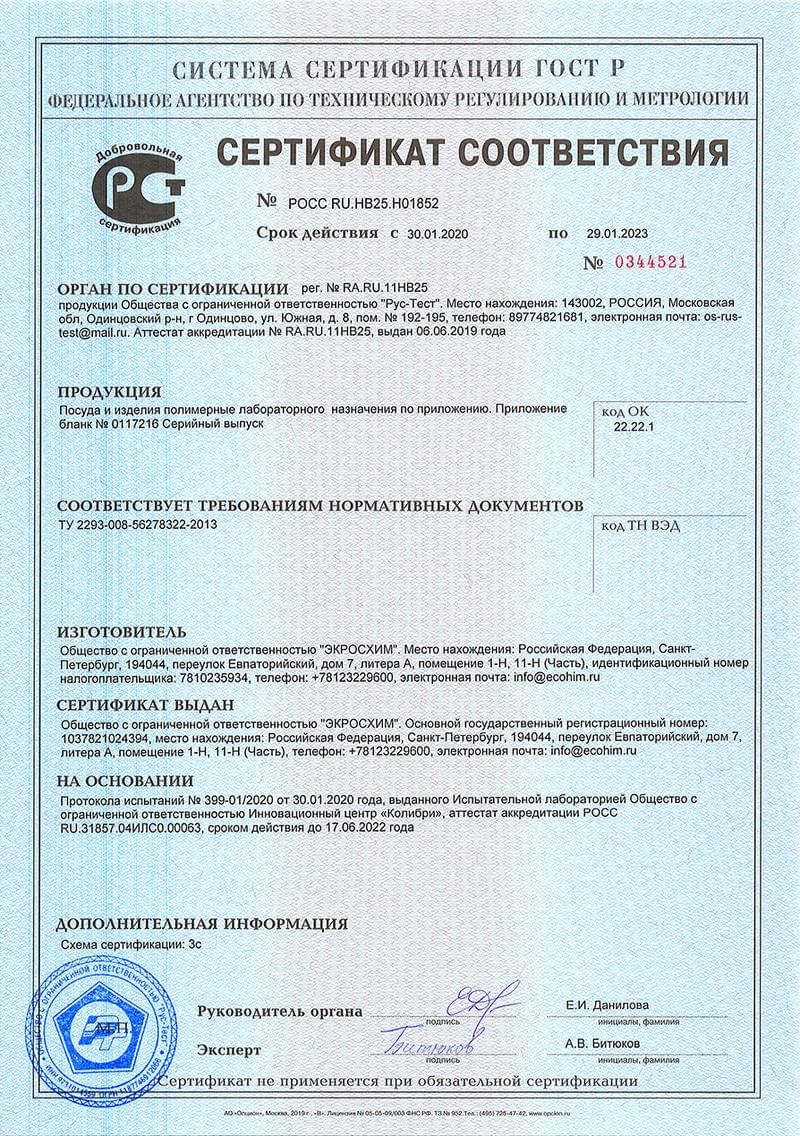 СИСТЕМА СЕРТИФИКАЦИИ ГОСТ Р
ФЕДЕРАЛЬНОЕ АГЕНТСТВО ПО ТЕХНИЧЕСКОМУ РЕГУЛИРОВАНИЮ И МЕТРОЛОГИИ
Добровольная
РСТ
сертификация
СЕРТИФИКАТ СООТВЕТСТВИЯ
№ РОСС RU.НВ25.Н01852
Срок действия с 30.01.2020 по 29.01.2023
№ 0344521
ОРГАН ПО СЕРТИФИКАЦИИ рег. № RA.RU.11НВ25
продукции Общества с ограниченной ответственностью "Рус-Тест". Место нахождения: 143002, РОССИЯ, Московская
обл, Одинцовский р-н, г Одинцово, ул. Южная, д. 8, пом. № 192-195, телефон: 89774821681, электронная почта: os-rus-
test@mail.ru. Аттестат аккредитации № RA.RU.11НВ25, выдан 06.06.2019 года
ПРОДУКЦИЯ
Посуда и изделия полимерные лабораторного назначения по приложению. Приложение
бланк № 0117216 Серийный выпуск
код ОК
22.22.1
СООТВЕТСТВУЕТ ТРЕБОВАНИЯМ НОРМАТИВНЫХ ДОКУМЕНТОВ
ТУ 2293-008-56278322-2013
код ТН ВЭД
ИЗГОТОВИТЕЛЬ
Общество с ограниченной ответственностью "ЭКРОСХИМ". Место нахождения: Российская Федерация, Санкт-
Петербург, 194044, переулок Евпаторийский, дом 7, литера А, помещение 1-Н, 11-Н (Часть), идентификационный номер
налогоплательщика: 7810235934, телефон: +78123229600, электронная почта: info@ecohim.ru
СЕРТИФИКАТ ВЫДАН
Общество с ограниченной ответственностью "ЭКРОСХИМ". Основной государственный регистрационный номер:
1037821024394, место нахождения: Российская Федерация, Санкт-Петербург, 194044, переулок Евпаторийский, дом 7,
литера А, помещение 1-Н, 11-Н (Часть), телефон: +78123229600, электронная почта: info@ecohim.ru
НА ОСНОВАНИИ
Протокола испытаний № 399-01/2020 от 30.01.2020 года, выданного Испытательной лабораторией Общество с
ограниченной ответственностью Инновационный центр «Колибри», аттестат аккредитации РОСС
RU.31857.04ИЛС0.00063, сроком действия до 17.06.2022 года
ДОПОЛНИТЕЛЬНАЯ ИНФОРМАЦИЯ
Схема сертификации: 3с
С ОГРАНИЧЕННОЙ ОТВЕТСТВЕННОСТЬЮ "Рус-Тест"
М.П.
Руководитель органа
подпись
Е.И. Данилова
инициалы, фамилия
Эксперт
Битюков
подпись
А.В. Битюков
инициалы, фамилия
Сертификат не применяется при обязательной сертификации
АО «Опцион», Москва, 2019 г. «В». Лицензия № 05-05-09/003 ФНС РФ. ТЗ № 952. Тел.: (495) 726-47-42, www.opcion.ru